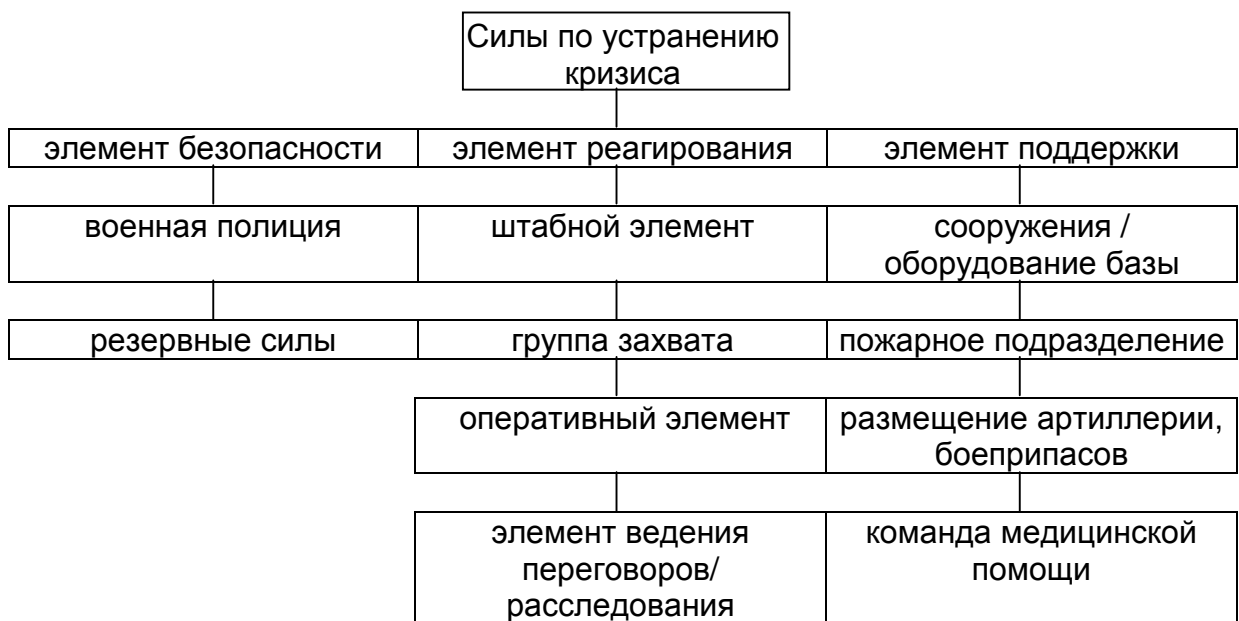 Силы по устранению
кризиса
элемент безопасности
элемент реагирования
элемент поддержки
военная полиция
штабной элемент
сооружения /
оборудование базы
резервные силы
группа захвата
пожарное подразделение
оперативный элемент
размещение артиллерии,
боеприпасов
элемент ведения
переговоров/
расследования
команда медицинской
помощи